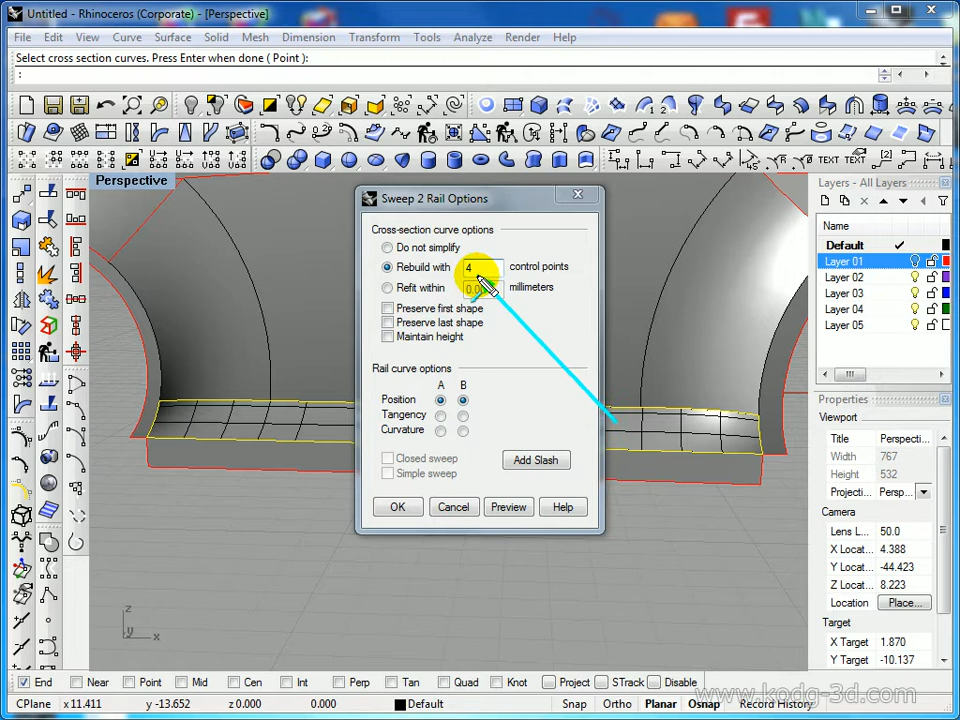 Untitled - Rhinoceros (Corporate) - [Perspective]
File Edit View Curve Surface Solid Mesh Dimension Transform Tools Analyze Render Help
Select cross section curves. Press Enter when done ( Point ):
:
TEXT TEXT
Perspective
Sweep 2 Rail Options
Cross-section curve options
Do not simplify
Rebuild with 4 control points
Refit within millimeters
Preserve first shape
Preserve last shape
Maintain height
Rail curve options
A B
Position
Tangency
Curvature
Closed sweep
Simple sweep
Add Slash
OK Cancel Preview Help
z
y x
Layers - All Layers
Name
Default
Layer 01
Layer 02
Layer 03
Layer 04
Layer 05
Properties
Viewport
Title Perspecti...
Width 767
Height 532
Projecti... Persp...
Camera
Lens L... 50.0
X Locat... 4.388
Y Locat... -44.423
Z Locat... 8.223
Location Place...
Target
X Target 1.870
Y Target -10.137
End Near Point Mid Cen Int Perp Tan Quad Knot Project STrack Disable
www.kodg-3d.com
CPlane x 11.411 y -13.652 z 0.000 0.000 Default Snap Ortho Planar Osnap Record History